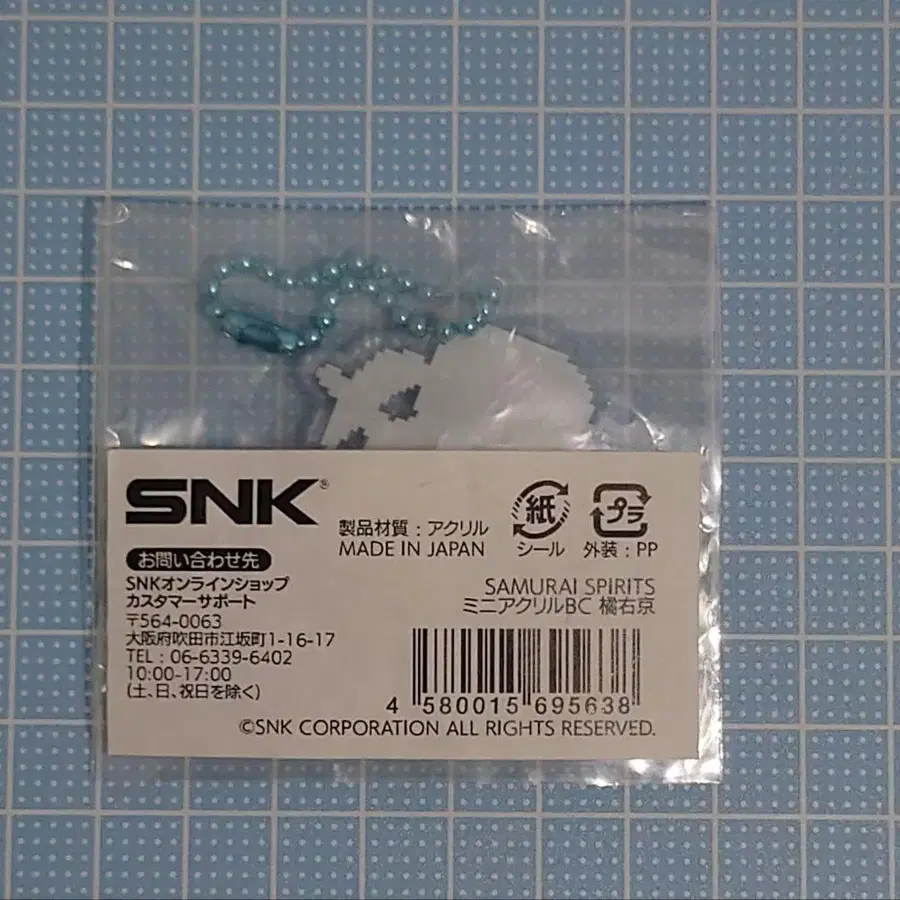 SNK®
製品材質：アクリル
MADE IN JAPAN
紙
シール
プラ
外装：PP
お問い合わせ先
SNKオンラインショップ
カスタマーサポート
〒564-0063
大阪府吹田市江坂町1-16-17
TEL：06-6339-6402
10:00-17:00
(土、日、祝日を除く)
SAMURAI SPIRITS
ミニアクリルBC 橘右京
4 580015 695638
©SNK CORPORATION ALL RIGHTS RESERVED.